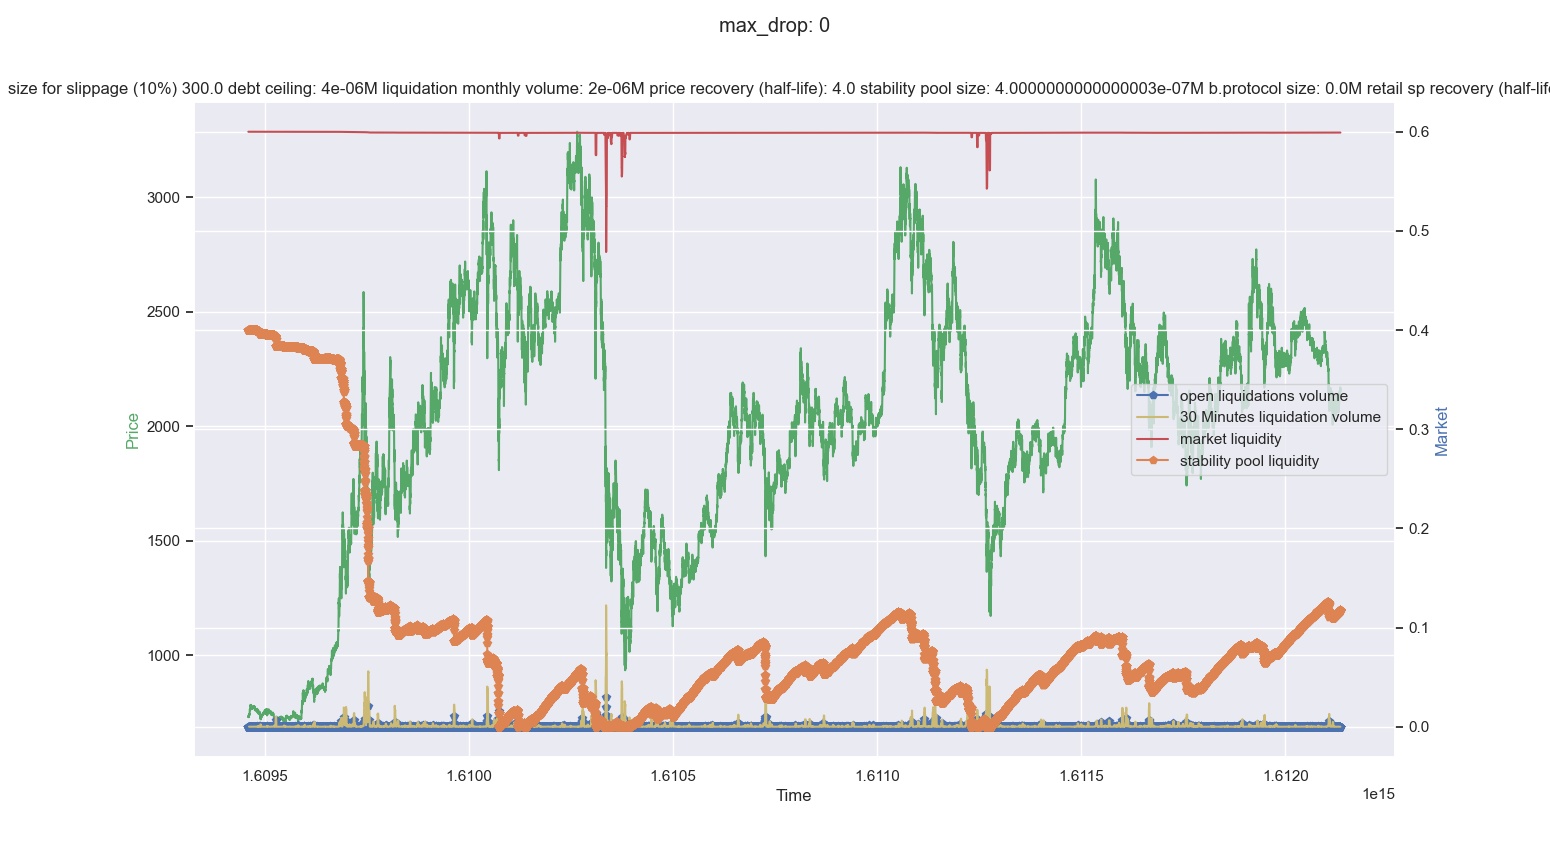 max_drop: 0
size for slippage (10%) 300.0 debt ceiling: 4e-06M liquidation monthly volume: 2e-06M price recovery (half-life): 4.0 stability pool size: 4.0000000000000003e-07M b.protocol size: 0.0M retail sp recovery (half-life
3000
2500
2000
1500
1000
Price
0.6
0.5
0.4
0.3
0.2
0.1
0.0
Market
open liquidations volume
30 Minutes liquidation volume
market liquidity
stability pool liquidity
1.6095 1.6100 1.6105 1.6110 1.6115 1.6120
Time
1e15